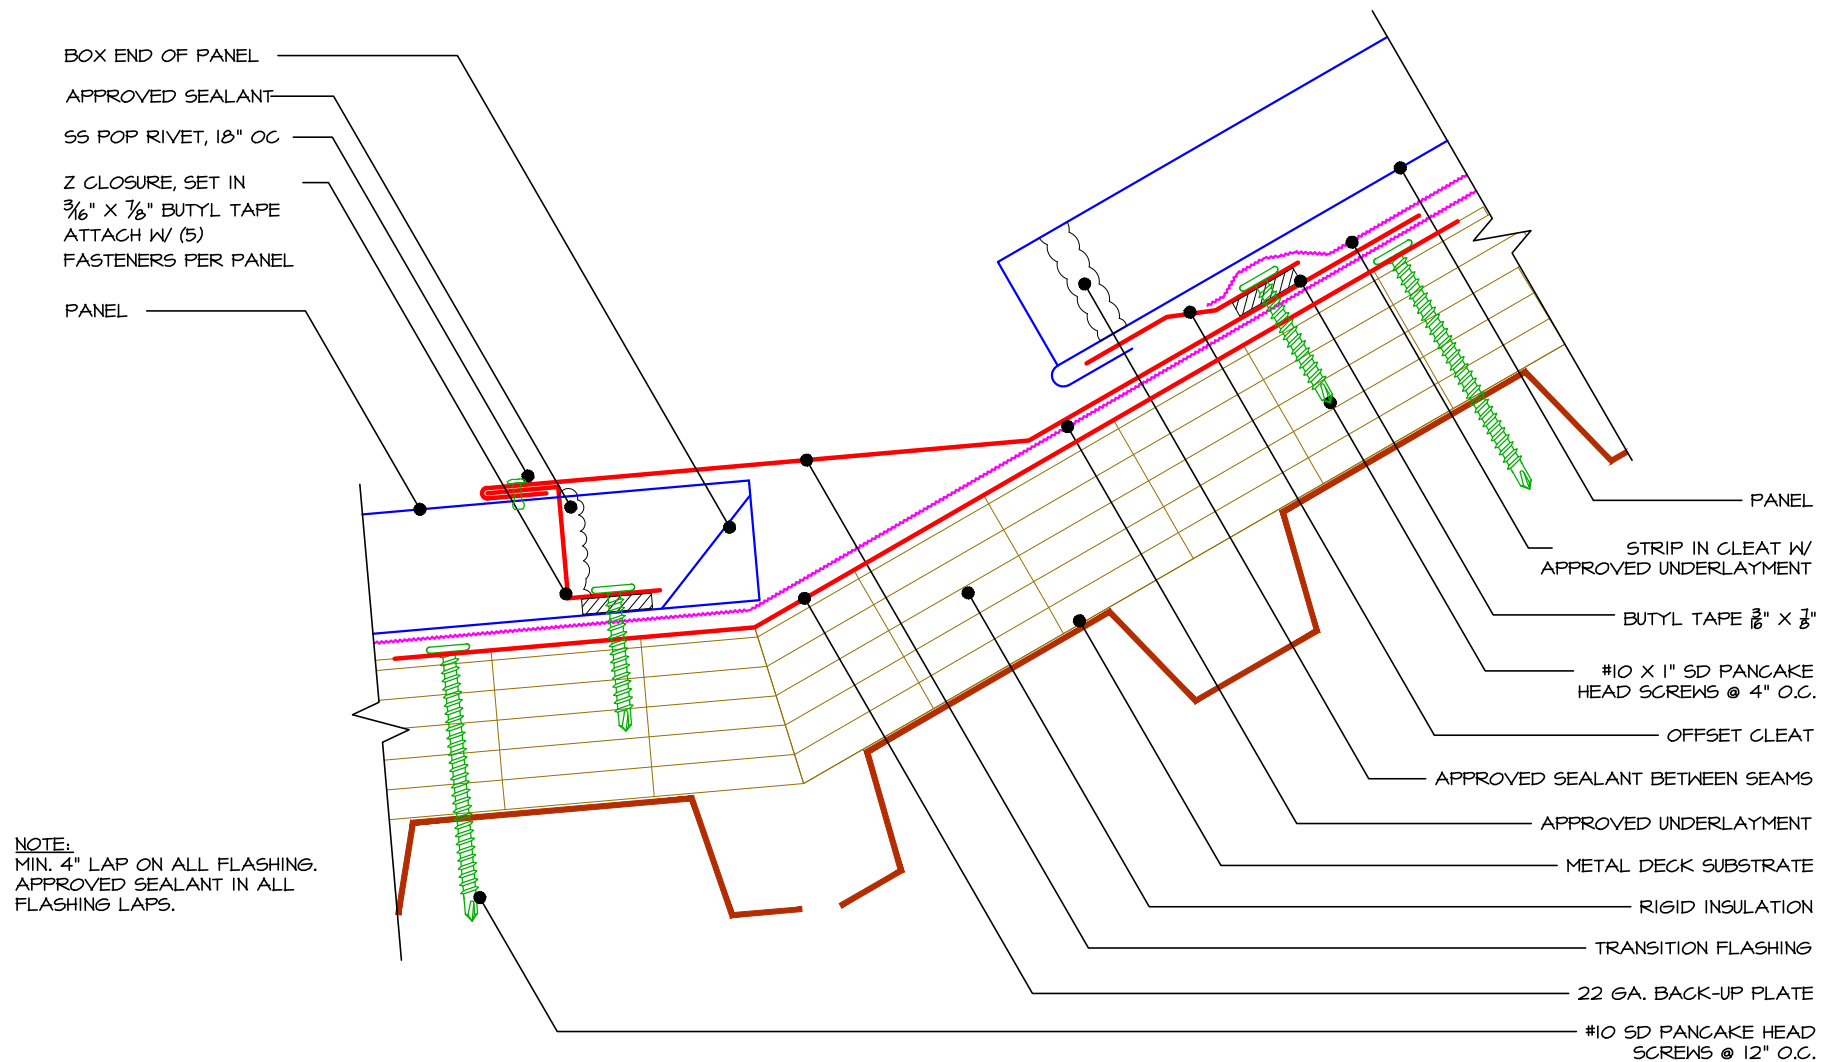 BOX END OF PANEL
APPROVED SEALANT
SS POP RIVET, 18" OC
Z CLOSURE, SET IN
3/16" X 7/8" BUTYL TAPE
ATTACH W/ (5)
FASTENERS PER PANEL
PANEL
NOTE:
MIN. 4" LAP ON ALL FLASHING.
APPROVED SEALANT IN ALL
FLASHING LAPS.
PANEL
STRIP IN CLEAT W/
APPROVED UNDERLAYMENT
BUTYL TAPE 3/16" X 7/8"
#10 X 1" SD PANCAKE
HEAD SCREWS @ 4" O.C.
OFFSET CLEAT
APPROVED SEALANT BETWEEN SEAMS
APPROVED UNDERLAYMENT
METAL DECK SUBSTRATE
RIGID INSULATION
TRANSITION FLASHING
22 GA. BACK-UP PLATE
#10 SD PANCAKE HEAD
SCREWS @ 12" O.C.